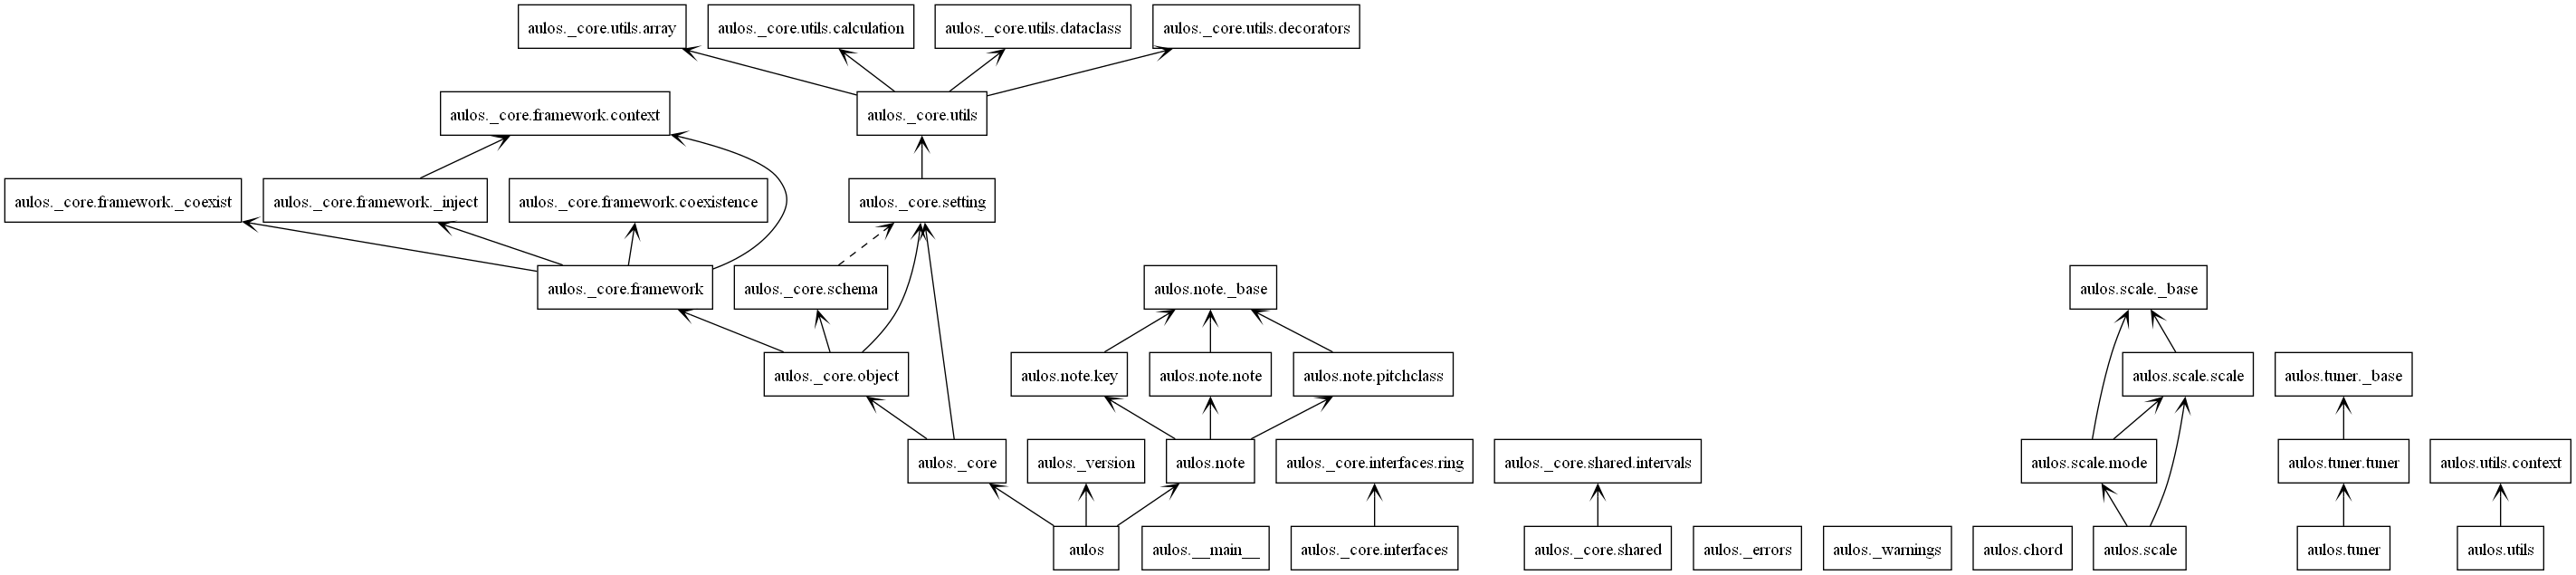 aulos._core.utils.array
aulos._core.utils.calculation
aulos._core.utils.dataclass
aulos._core.utils.decorators
aulos._core.framework.context
aulos._core.utils
aulos._core.framework._coexist
aulos._core.framework._inject
aulos._core.framework.coexistence
aulos._core.setting
aulos._core.framework
aulos._core.schema
aulos.note._base
aulos.scale._base
aulos._core.object
aulos.note.key
aulos.note.note
aulos.note.pitchclass
aulos.scale.scale
aulos.tuner._base
aulos._core
aulos._version
aulos.note
aulos._core.interfaces.ring
aulos._core.shared.intervals
aulos.scale.mode
aulos.tuner.tuner
aulos.utils.context
aulos
aulos.__main__
aulos._core.interfaces
aulos._core.shared
aulos._errors
aulos._warnings
aulos.chord
aulos.scale
aulos.tuner
aulos.utils